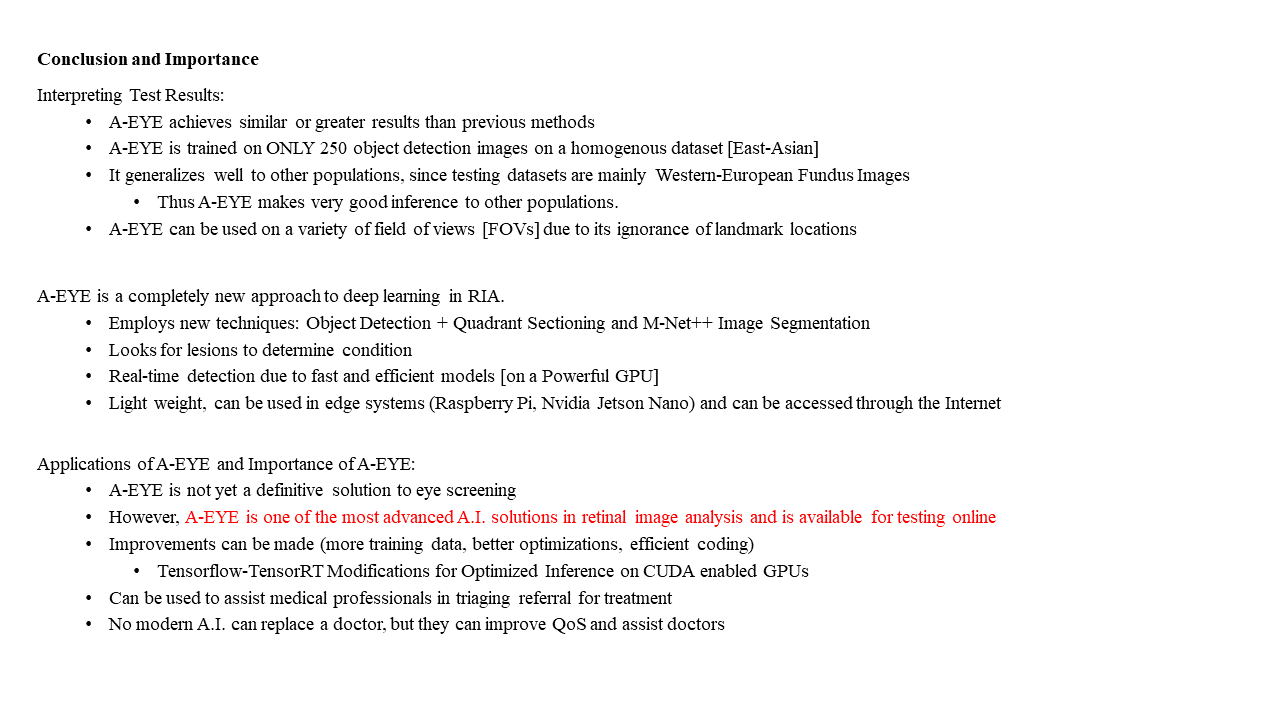 Conclusion and Importance
Interpreting Test Results:
• A-EYE achieves similar or greater results than previous methods
• A-EYE is trained on ONLY 250 object detection images on a homogenous dataset [East-Asian]
• It generalizes well to other populations, since testing datasets are mainly Western-European Fundus Images
• Thus A-EYE makes very good inference to other populations.
• A-EYE can be used on a variety of field of views [FOVs] due to its ignorance of landmark locations
A-EYE is a completely new approach to deep learning in RIA.
• Employs new techniques: Object Detection + Quadrant Sectioning and M-Net++ Image Segmentation
• Looks for lesions to determine condition
• Real-time detection due to fast and efficient models [on a Powerful GPU]
• Light weight, can be used in edge systems (Raspberry Pi, Nvidia Jetson Nano) and can be accessed through the Internet
Applications of A-EYE and Importance of A-EYE:
• A-EYE is not yet a definitive solution to eye screening
• However, A-EYE is one of the most advanced A.I. solutions in retinal image analysis and is available for testing online
• Improvements can be made (more training data, better optimizations, efficient coding)
• Tensorflow-TensorRT Modifications for Optimized Inference on CUDA enabled GPUs
• Can be used to assist medical professionals in triaging referral for treatment
• No modern A.I. can replace a doctor, but they can improve QoS and assist doctors